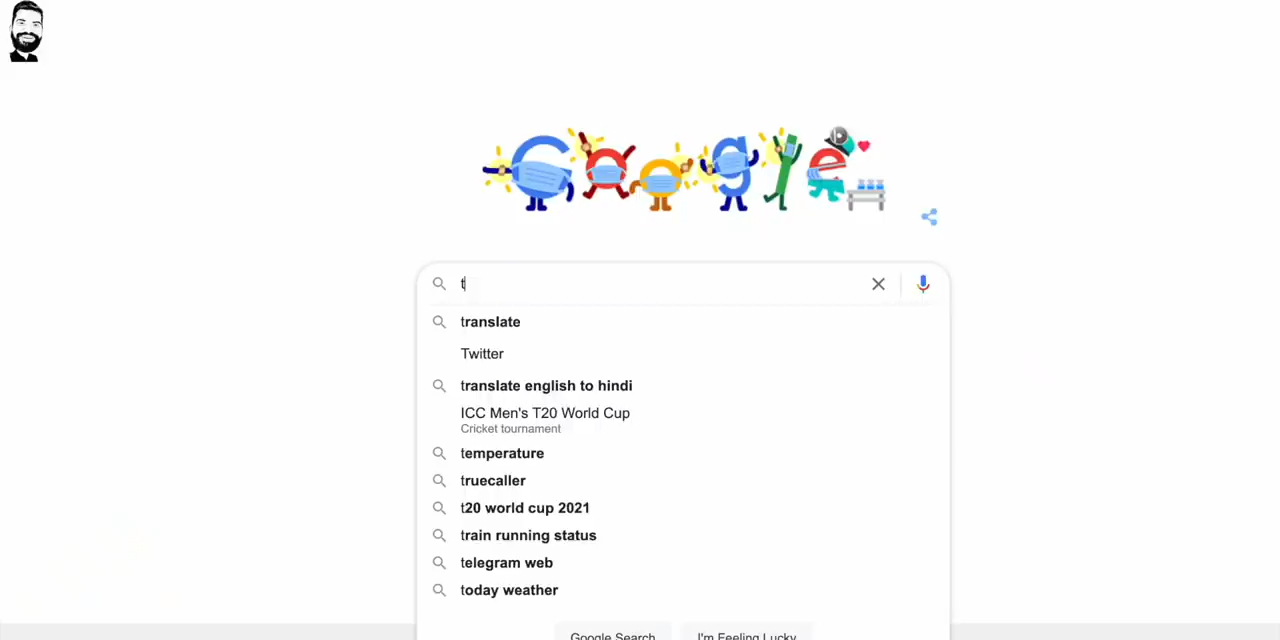 Google
t
translate
Twitter
translate english to hindi
ICC Men's T20 World Cup
Cricket tournament
temperature
truecaller
t20 world cup 2021
train running status
telegram web
today weather
Google Search I'm Feeling Lucky